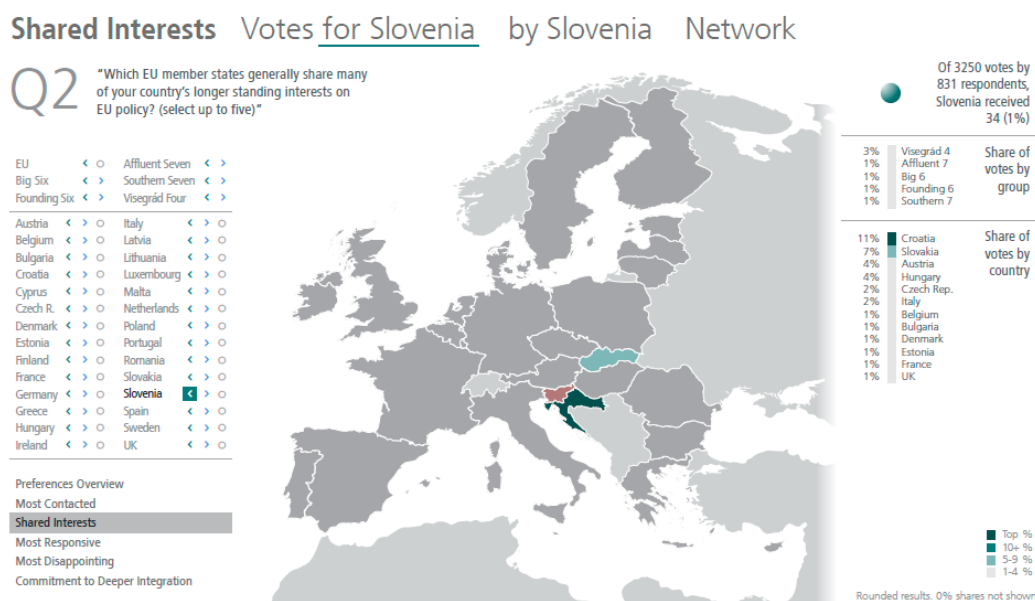 Shared Interests Votes for Slovenia by Slovenia Network
Q2
"Which EU member states generally share many
of your country's longer standing interests on
EU policy? (select up to five)"
EU < ○ Affluent Seven < >
Big Six < > Southern Seven < >
Founding Six < > Visegrád Four < >
Austria < > ○ Italy < > ○
Belgium < > ○ Latvia < > ○
Bulgaria < > ○ Lithuania < > ○
Croatia < > ○ Luxembourg < > ○
Cyprus < > ○ Malta < > ○
Czech R. < > ○ Netherlands < > ○
Denmark < > ○ Poland < > ○
Estonia < > ○ Portugal < > ○
Finland < > ○ Romania < > ○
France < > ○ Slovakia < > ○
Germany < > ○ Slovenia < > ○
Greece < > ○ Spain < > ○
Hungary < > ○ Sweden < > ○
Ireland < > ○ UK < > ○
Preferences Overview
Most Contacted
Shared Interests
Most Responsive
Most Disappointing
Commitment to Deeper Integration
Of 3250 votes by
831 respondents,
Slovenia received
34 (1%)
Share of
votes by
group
3% Visegrád 4
1% Affluent 7
1% Big 6
1% Founding 6
1% Southern 7
Share of
votes by
country
11% Croatia
7% Slovakia
4% Austria
4% Hungary
2% Czech Rep.
2% Italy
1% Belgium
1% Bulgaria
1% Denmark
1% Estonia
1% France
1% UK
Top %
10+ %
5-9 %
1-4 %
Rounded results. 0% shares not shown